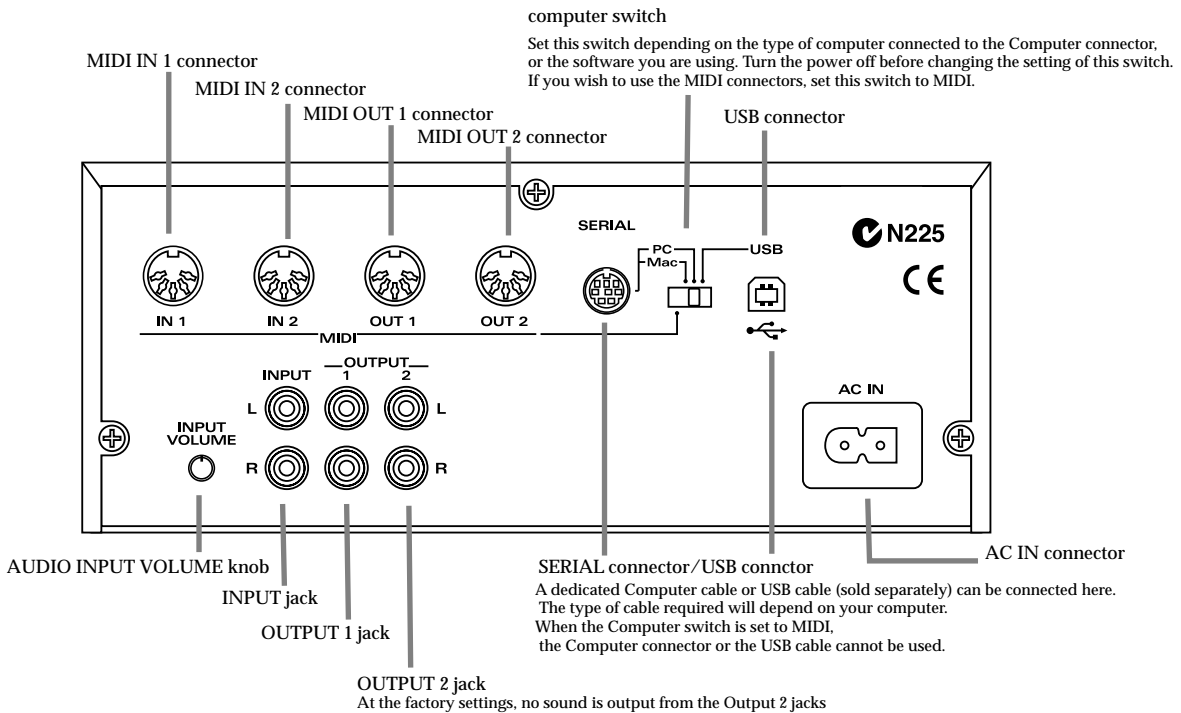 computer switch
Set this switch depending on the type of computer connected to the Computer connector,
or the software you are using. Turn the power off before changing the setting of this switch.
If you wish to use the MIDI connectors, set this switch to MIDI.
MIDI IN 1 connector
MIDI IN 2 connector
MIDI OUT 1 connector
MIDI OUT 2 connector
USB connector
SERIAL
PC
Mac
USB
N225
CE
IN 1
IN 2
OUT 1
OUT 2
MIDI
INPUT
OUTPUT
1
2
L
L
INPUT
VOLUME
R
R
AC IN
AUDIO INPUT VOLUME knob
INPUT jack
OUTPUT 1 jack
OUTPUT 2 jack
At the factory settings, no sound is output from the Output 2 jacks
SERIAL connector/USB connctor
A dedicated Computer cable or USB cable (sold separately) can be connected here.
The type of cable required will depend on your computer.
When the Computer switch is set to MIDI,
the Computer connector or the USB cable cannot be used.
AC IN connector